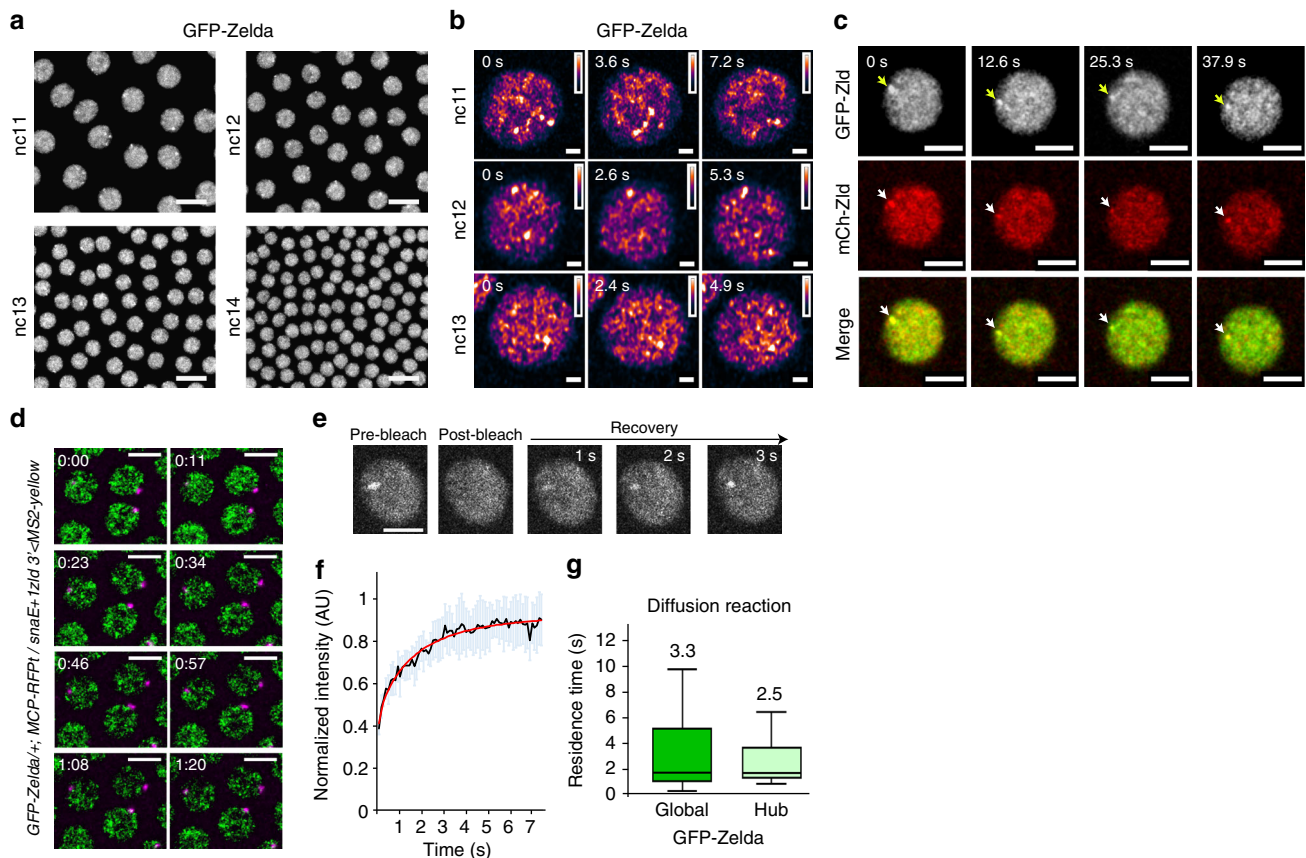 a
GFP-Zelda
nc11
nc12
nc13
nc14
b
GFP-Zelda
nc11
0 s
3.6 s
7.2 s
nc12
0 s
2.6 s
5.3 s
nc13
0 s
2.4 s
4.9 s
c
GFP-Zld
0 s
12.6 s
25.3 s
37.9 s
mCh-Zld
Merge
d
GFP-Zelda/+; MCP-RFPt / snaE+1zld 3'<MS2-yellow
0:00
0:11
0:23
0:34
0:46
0:57
1:08
1:20
e
Pre-bleach
Post-bleach
Recovery
1 s
2 s
3 s
f
Normalized intensity (AU)
1
0.8
0.6
0.4
0.2
0
1 2 3 4 5 6 7
Time (s)
g
Diffusion reaction
Residence time (s)
12
10
8
6
4
2
0
3.3
2.5
Global
Hub
GFP-Zelda